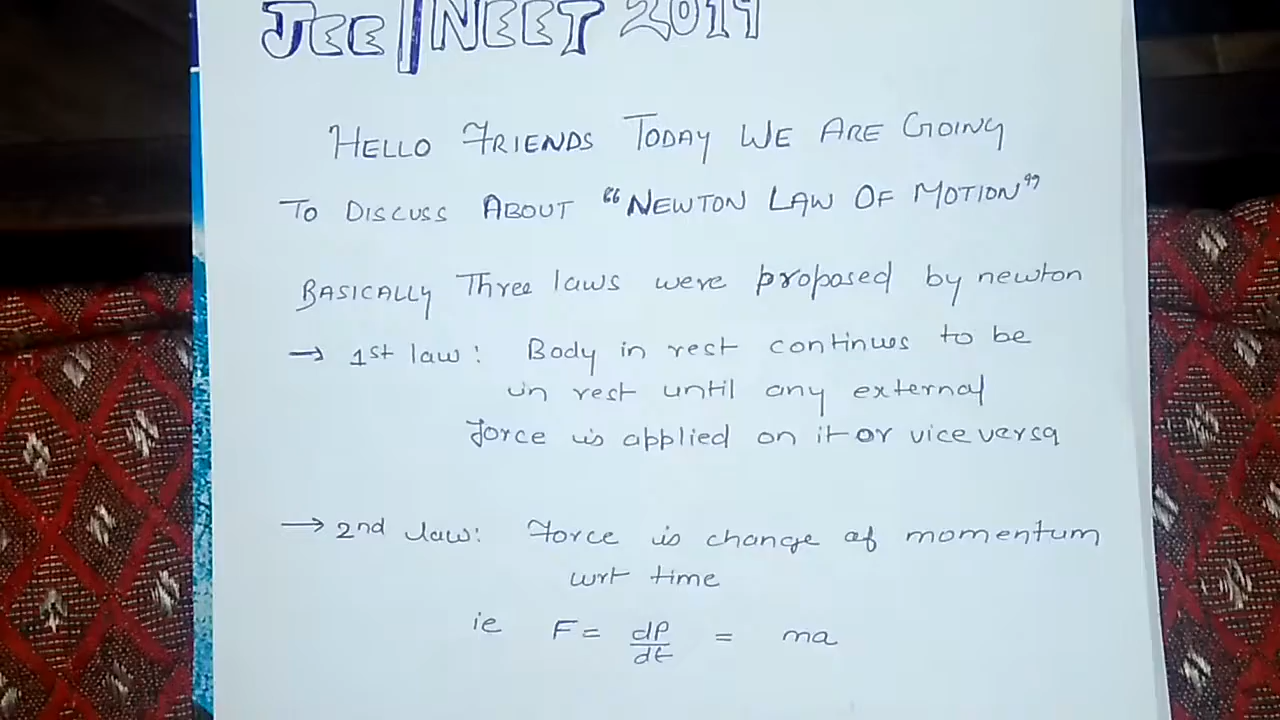 JEE/NEET 2019
HELLO FRIENDS TODAY WE ARE GOING
TO DISCUSS ABOUT "NEWTON LAW OF MOTION"
BASICALLY Three laws were proposed by newton
→ 1st law: Body in rest continues to be
in rest until any external
force is applied on it or vice versa
→ 2nd law: Force is change of momentum
wrt time
ie F = dP/dt = ma